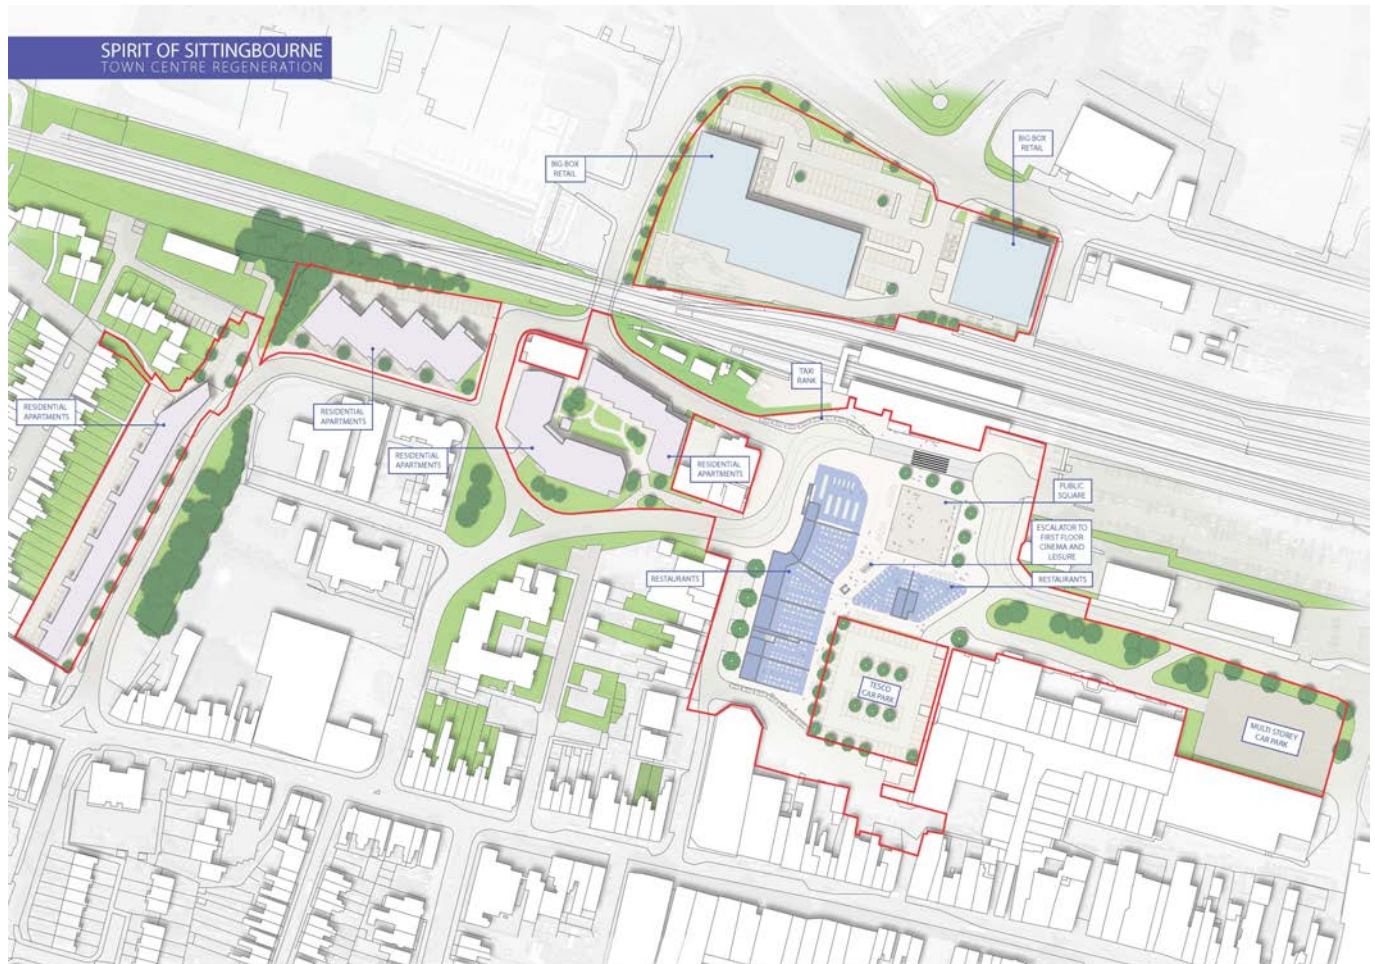 SPIRIT OF SITTINGBOURNE
TOWN CENTRE REGENERATION
BIG BOX
RETAIL
BIG BOX
RETAIL
TAXI
RANK
RESIDENTIAL
APARTMENTS
RESIDENTIAL
APARTMENTS
RESIDENTIAL
APARTMENTS
RESIDENTIAL
APARTMENTS
PUBLIC
SQUARE
ESCALATOR TO
FIRST FLOOR
CINEMA AND
LEISURE
RESTAURANTS
RESTAURANTS
TESCO
CAR PARK
MULTI STOREY
CAR PARK